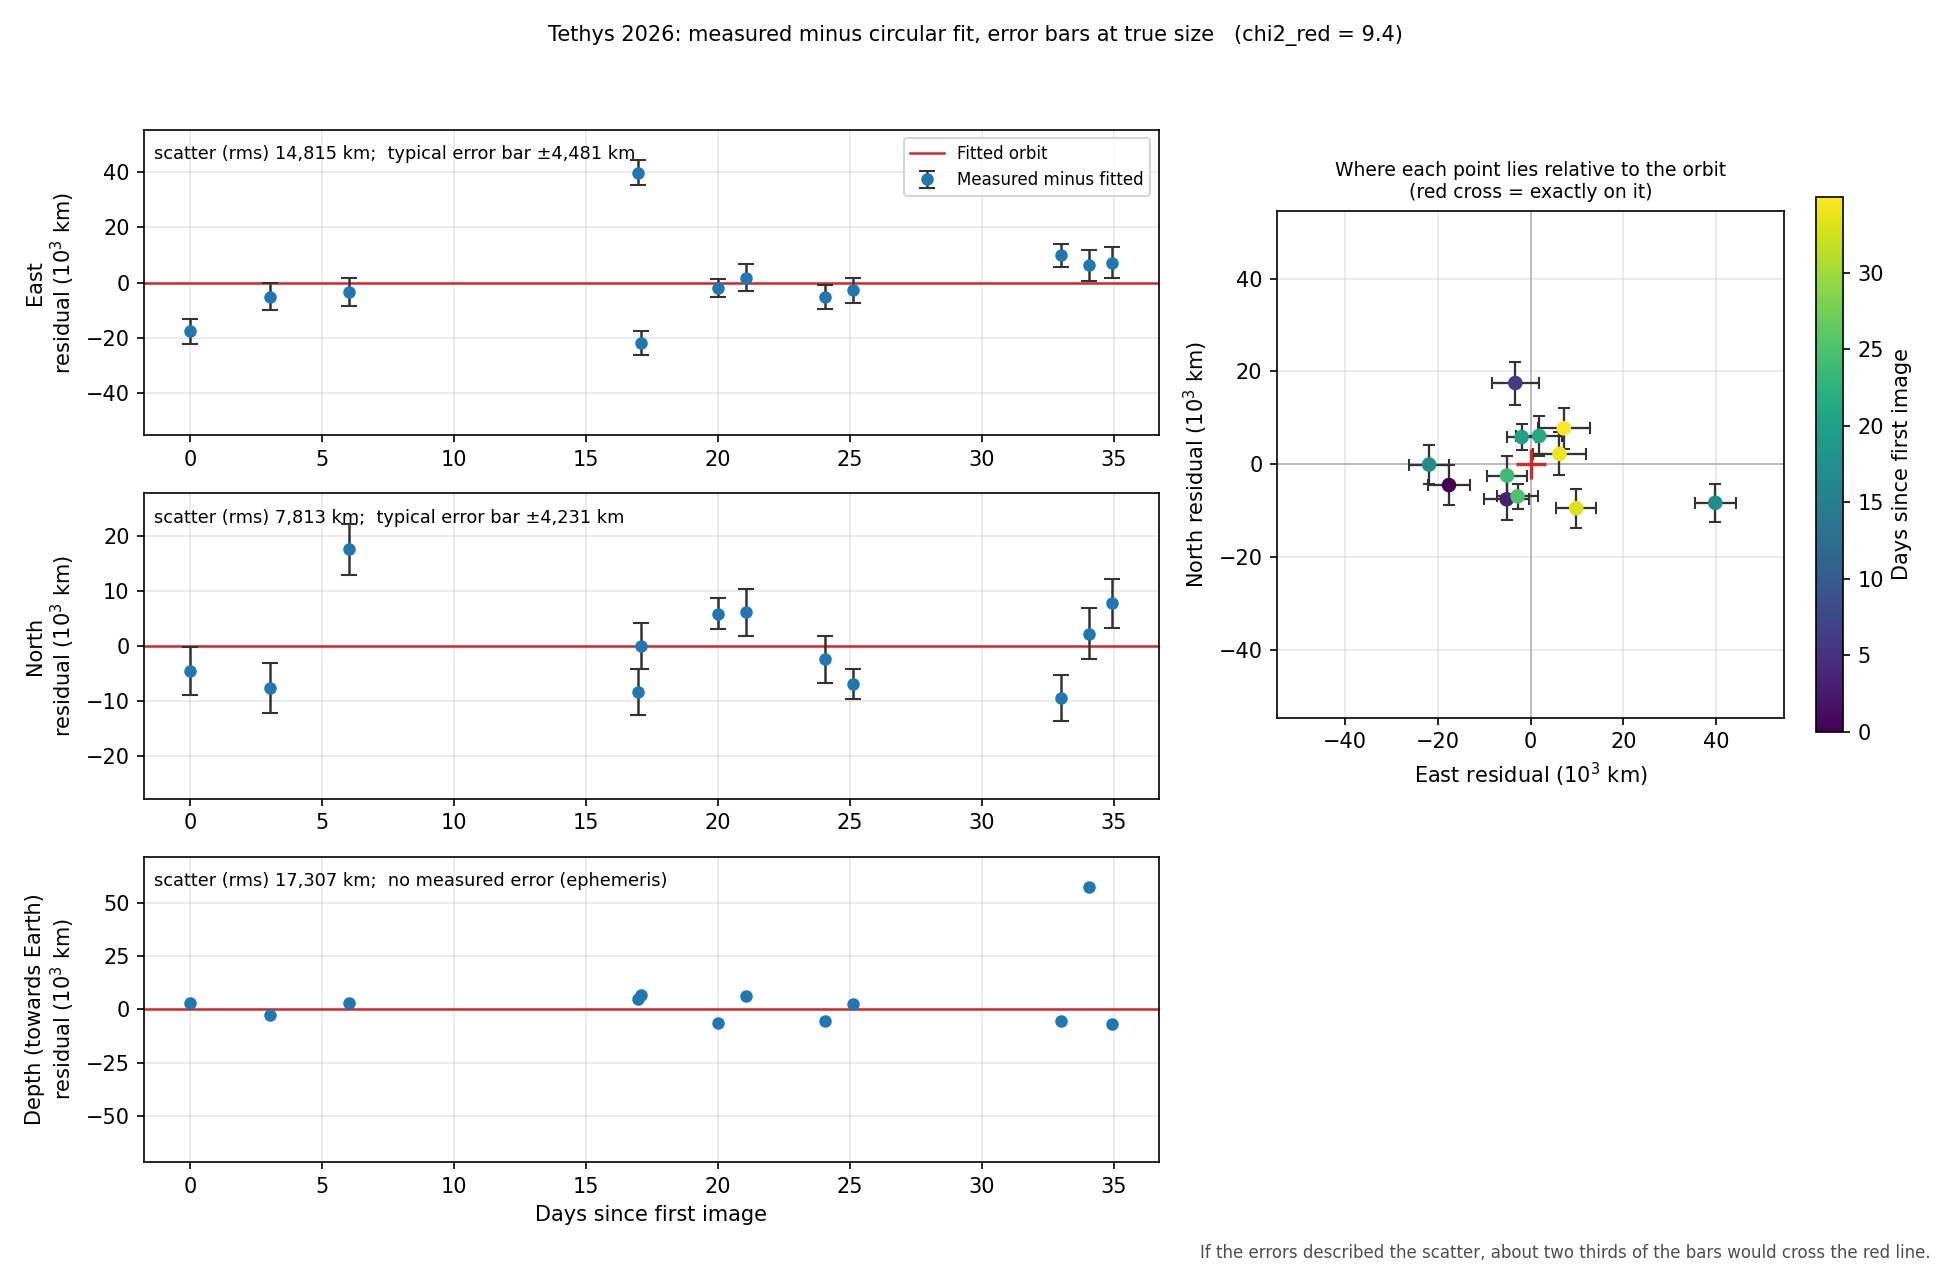 Tethys 2026: measured minus circular fit, error bars at true size   (chi2_red = 9.4)
scatter (rms) 14,815 km;  typical error bar ±4,481 km
Fitted orbit
Measured minus fitted
East
residual (10³ km)
40
20
0
−20
−40
0 5 10 15 20 25 30 35
scatter (rms) 7,813 km;  typical error bar ±4,231 km
North
residual (10³ km)
20
10
0
−10
−20
0 5 10 15 20 25 30 35
scatter (rms) 17,307 km;  no measured error (ephemeris)
Depth (towards Earth)
residual (10³ km)
50
25
0
−25
−50
0 5 10 15 20 25 30 35
Days since first image
Where each point lies relative to the orbit
(red cross = exactly on it)
North residual (10³ km)
40
20
0
−20
−40
−40 −20 0 20 40
East residual (10³ km)
30
25
20
15
10
5
0
Days since first image
If the errors described the scatter, about two thirds of the bars would cross the red line.